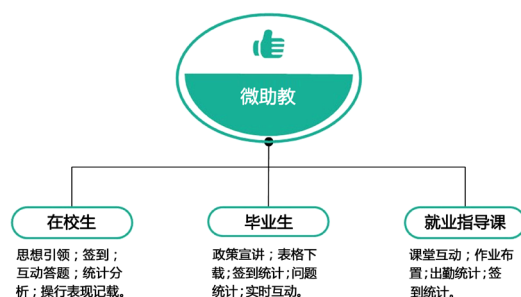 微助教
在校生
思想引领；签到；
互动答题；统计分
析；操行表现记载。
毕业生
政策宣讲；表格下
载；签到统计；问题
统计；实时互动。
就业指导课
课堂互动；作业布
置；出勤统计；签
到统计。